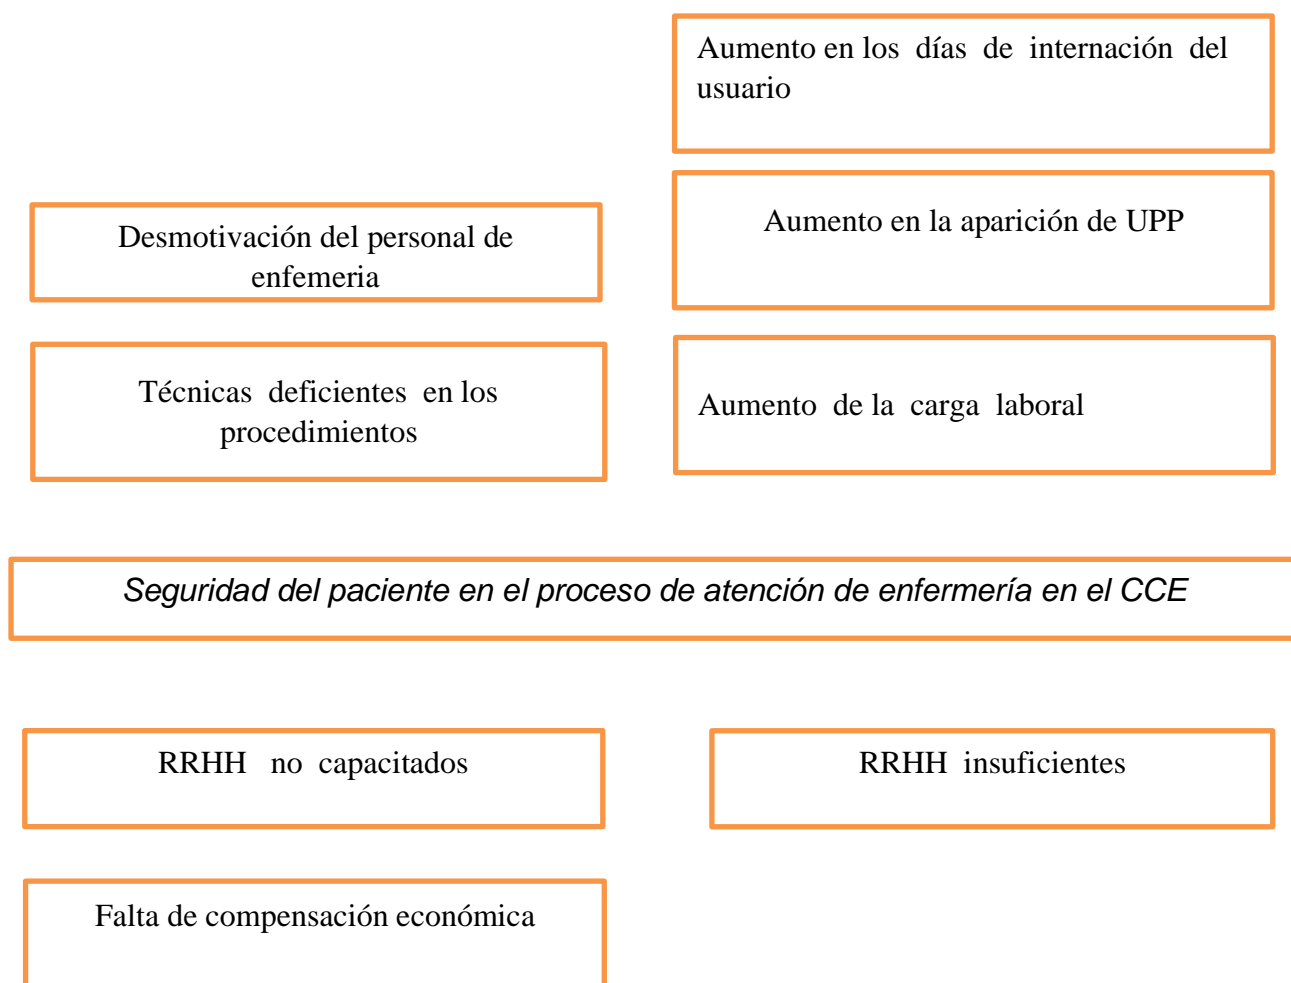 Aumento en los días de internación del
usuario
Desmotivación del personal de
enfemeria
Aumento en la aparición de UPP
Técnicas deficientes en los
procedimientos
Aumento de la carga laboral
Seguridad del paciente en el proceso de atención de enfermería en el CCE
RRHH no capacitados
RRHH insuficientes
Falta de compensación económica